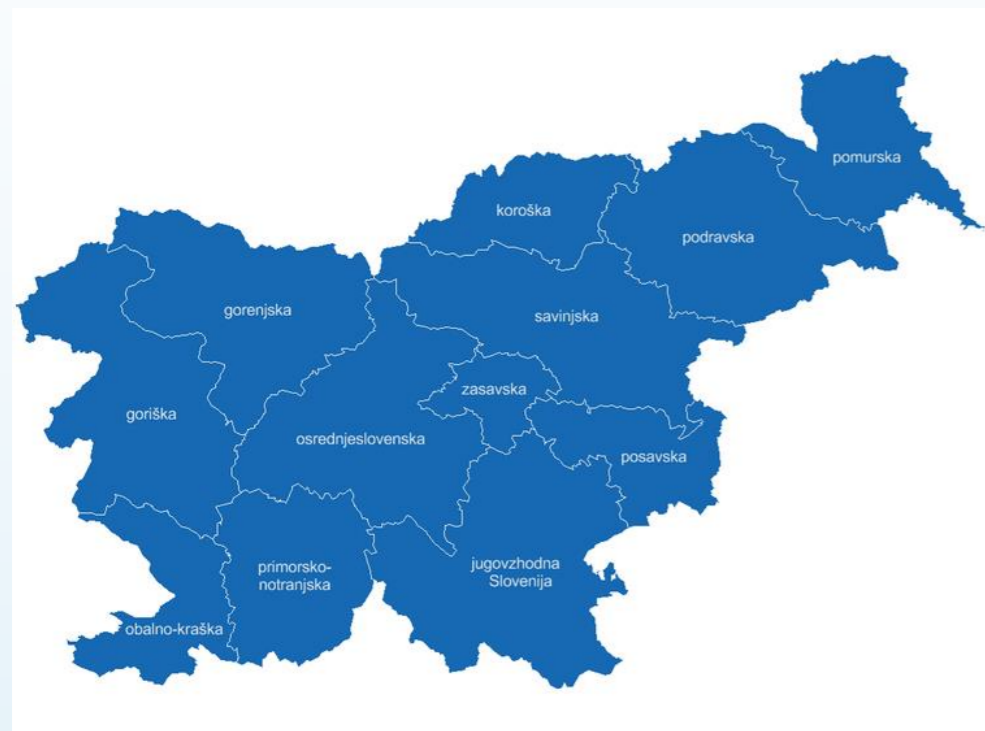 pomurska
koroška
podravska
gorenjska
savinjska
zasavska
goriška
osrednjeslovenska
posavska
primorsko-
notranjska
jugovzhodna
Slovenija
obalno-kraška